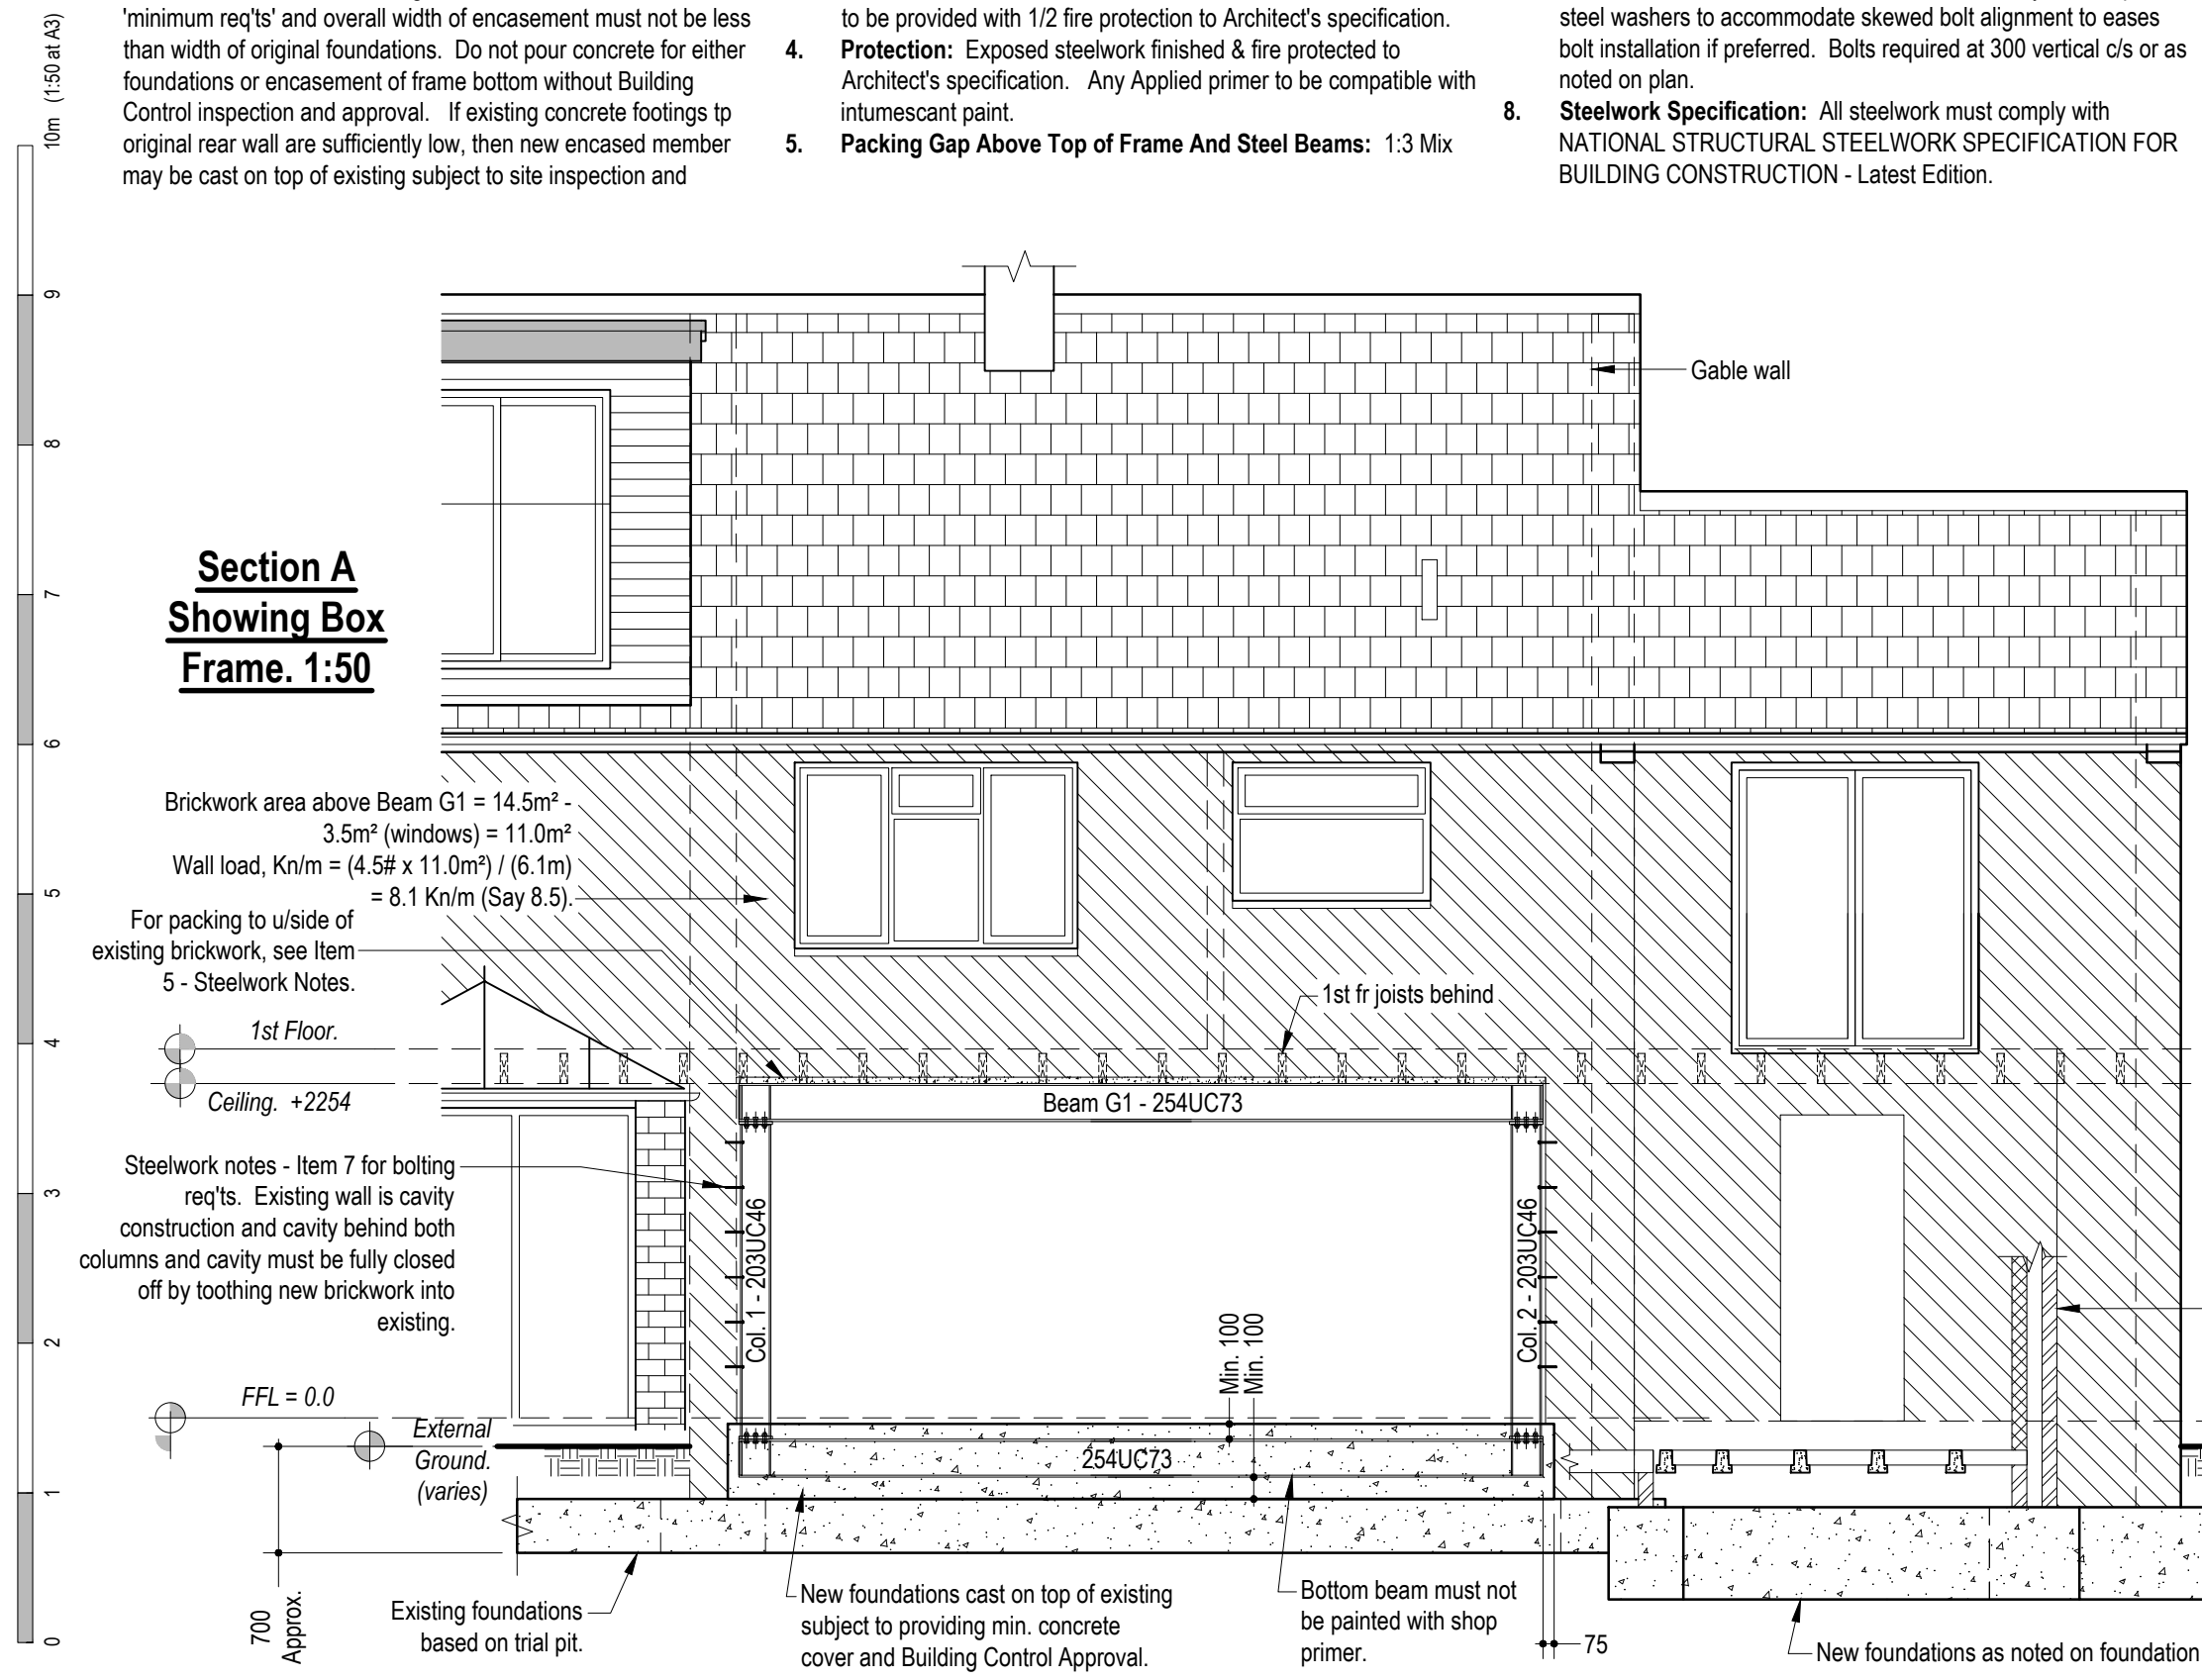 'minimum req'ts' and overall width of encasement must not be less
than width of original foundations. Do not pour concrete for either
foundations or encasement of frame bottom without Building
Control inspection and approval. If existing concrete footings tp
original rear wall are sufficiently low, then new encased member
may be cast on top of existing subject to site inspection and
to be provided with 1/2 fire protection to Architect's specification.
4. Protection: Exposed steelwork finished & fire protected to
Architect's specification. Any Applied primer to be compatible with
intumescant paint.
5. Packing Gap Above Top of Frame And Steel Beams: 1:3 Mix
steel washers to accommodate skewed bolt alignment to eases
bolt installation if preferred. Bolts required at 300 vertical c/s or as
noted on plan.
8. Steelwork Specification: All steelwork must comply with
NATIONAL STRUCTURAL STEELWORK SPECIFICATION FOR
BUILDING CONSTRUCTION - Latest Edition.
10m (1:50 at A3)
9
8
7
6
5
4
3
2
1
0
Gable wall
Section A
Showing Box
Frame. 1:50
Brickwork area above Beam G1 = 14.5m² -
3.5m² (windows) = 11.0m²
Wall load, Kn/m = (4.5# x 11.0m²) / (6.1m)
= 8.1 Kn/m (Say 8.5).
For packing to u/side of
existing brickwork, see Item
5 - Steelwork Notes.
1st fr joists behind
1st Floor.
Ceiling. +2254
Beam G1 - 254UC73
Steelwork notes - Item 7 for bolting
req'ts. Existing wall is cavity
construction and cavity behind both
columns and cavity must be fully closed
off by toothing new brickwork into
existing.
Col. 1 - 203UC46
Col. 2 - 203UC46
Min. 100
Min. 100
FFL = 0.0
External
Ground.
(varies)
254UC73
700
Approx.
Existing foundations
based on trial pit.
New foundations cast on top of existing
subject to providing min. concrete
cover and Building Control Approval.
Bottom beam must not
be painted with shop
primer.
75
New foundations as noted on foundation